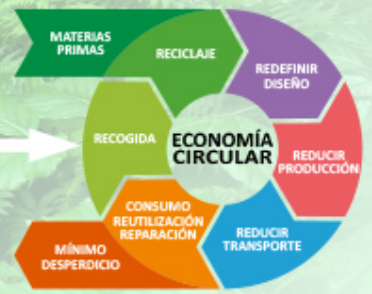 MATERIAS
PRIMAS
RECICLAJE
REDEFINIR
DISEÑO
RECOGIDA
ECONOMÍA
CIRCULAR
REDUCIR
PRODUCCIÓN
CONSUMO
REUTILIZACIÓN
REPARACIÓN
REDUCIR
TRANSPORTE
MÍNIMO
DESPERDICIO